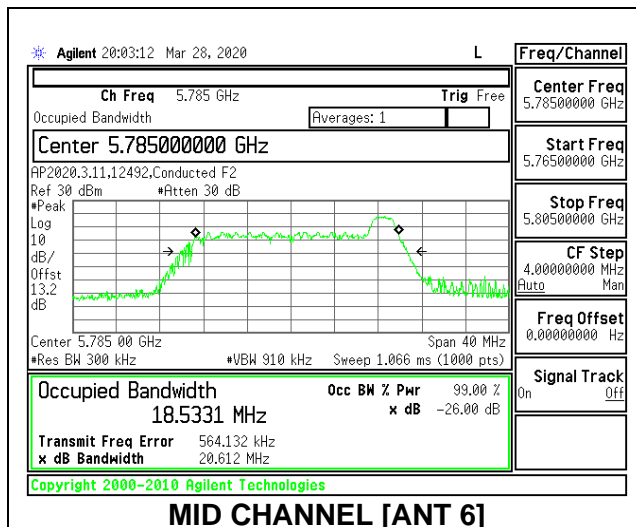 Agilent 20:03:12 Mar 28, 2020 L
Freq/Channel
Ch Freq 5.785 GHz Trig Free
Occupied Bandwidth Averages: 1
Center 5.785000000 GHz
AP2020.3.11,12492,Conducted F2
Ref 30 dBm #Atten 30 dB
#Peak
Log
10
dB/
Offst
13.2
dB
Center 5.785 00 GHz Span 40 MHz
#Res BW 300 kHz #VBW 910 kHz Sweep 1.066 ms (1000 pts)
Occupied Bandwidth Occ BW % Pwr 99.00 %
18.5331 MHz x dB -26.00 dB
Transmit Freq Error 564.132 kHz
x dB Bandwidth 20.612 MHz
Copyright 2000-2010 Agilent Technologies
Center Freq
5.78500000 GHz
Start Freq
5.76500000 GHz
Stop Freq
5.80500000 GHz
CF Step
4.00000000 MHz
Auto Man
Freq Offset
0.00000000 Hz
Signal Track
On Off
MID CHANNEL [ANT 6]